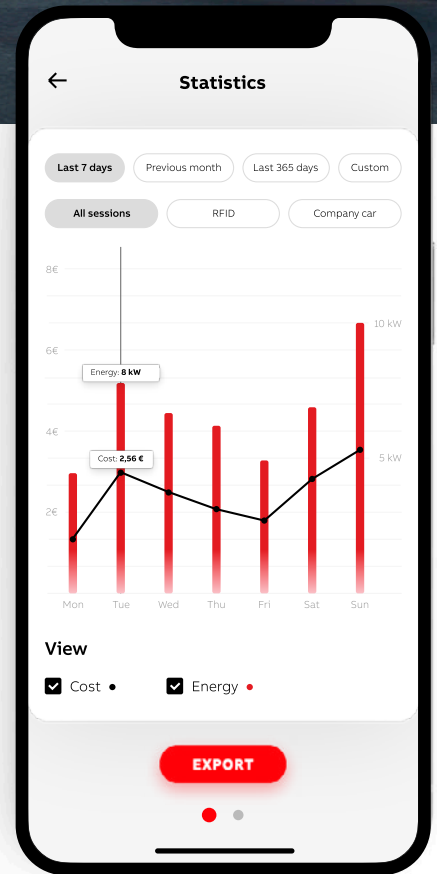 Statistics
Last 7 days Previous month Last 365 days Custom
All sessions RFID Company car
8€
10 kW
6€
Energy: 8 kW
4€
Cost: 2,56 €
5 kW
2€
Mon Tue Wed Thu Fri Sat Sun
View
Cost Energy
EXPORT